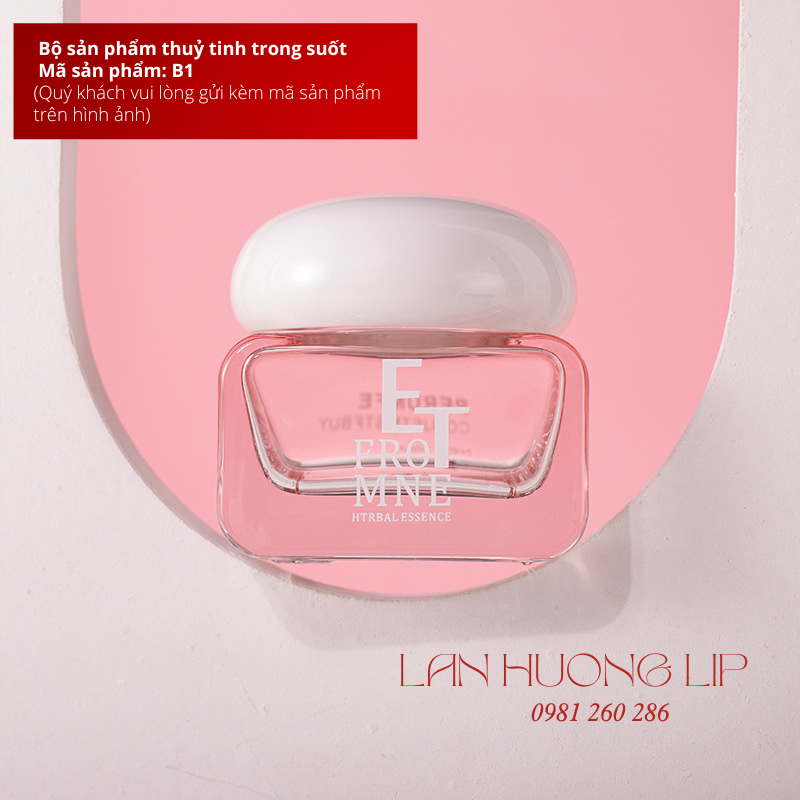 Bộ sản phẩm thuỷ tinh trong suốt
Mã sản phẩm: B1
(Quý khách vui lòng gửi kèm mã sản phẩm
trên hình ảnh)
E
T
FRO
MNE
HTRBAL ESSENCE
LAN HUONG LIP
0981 260 286